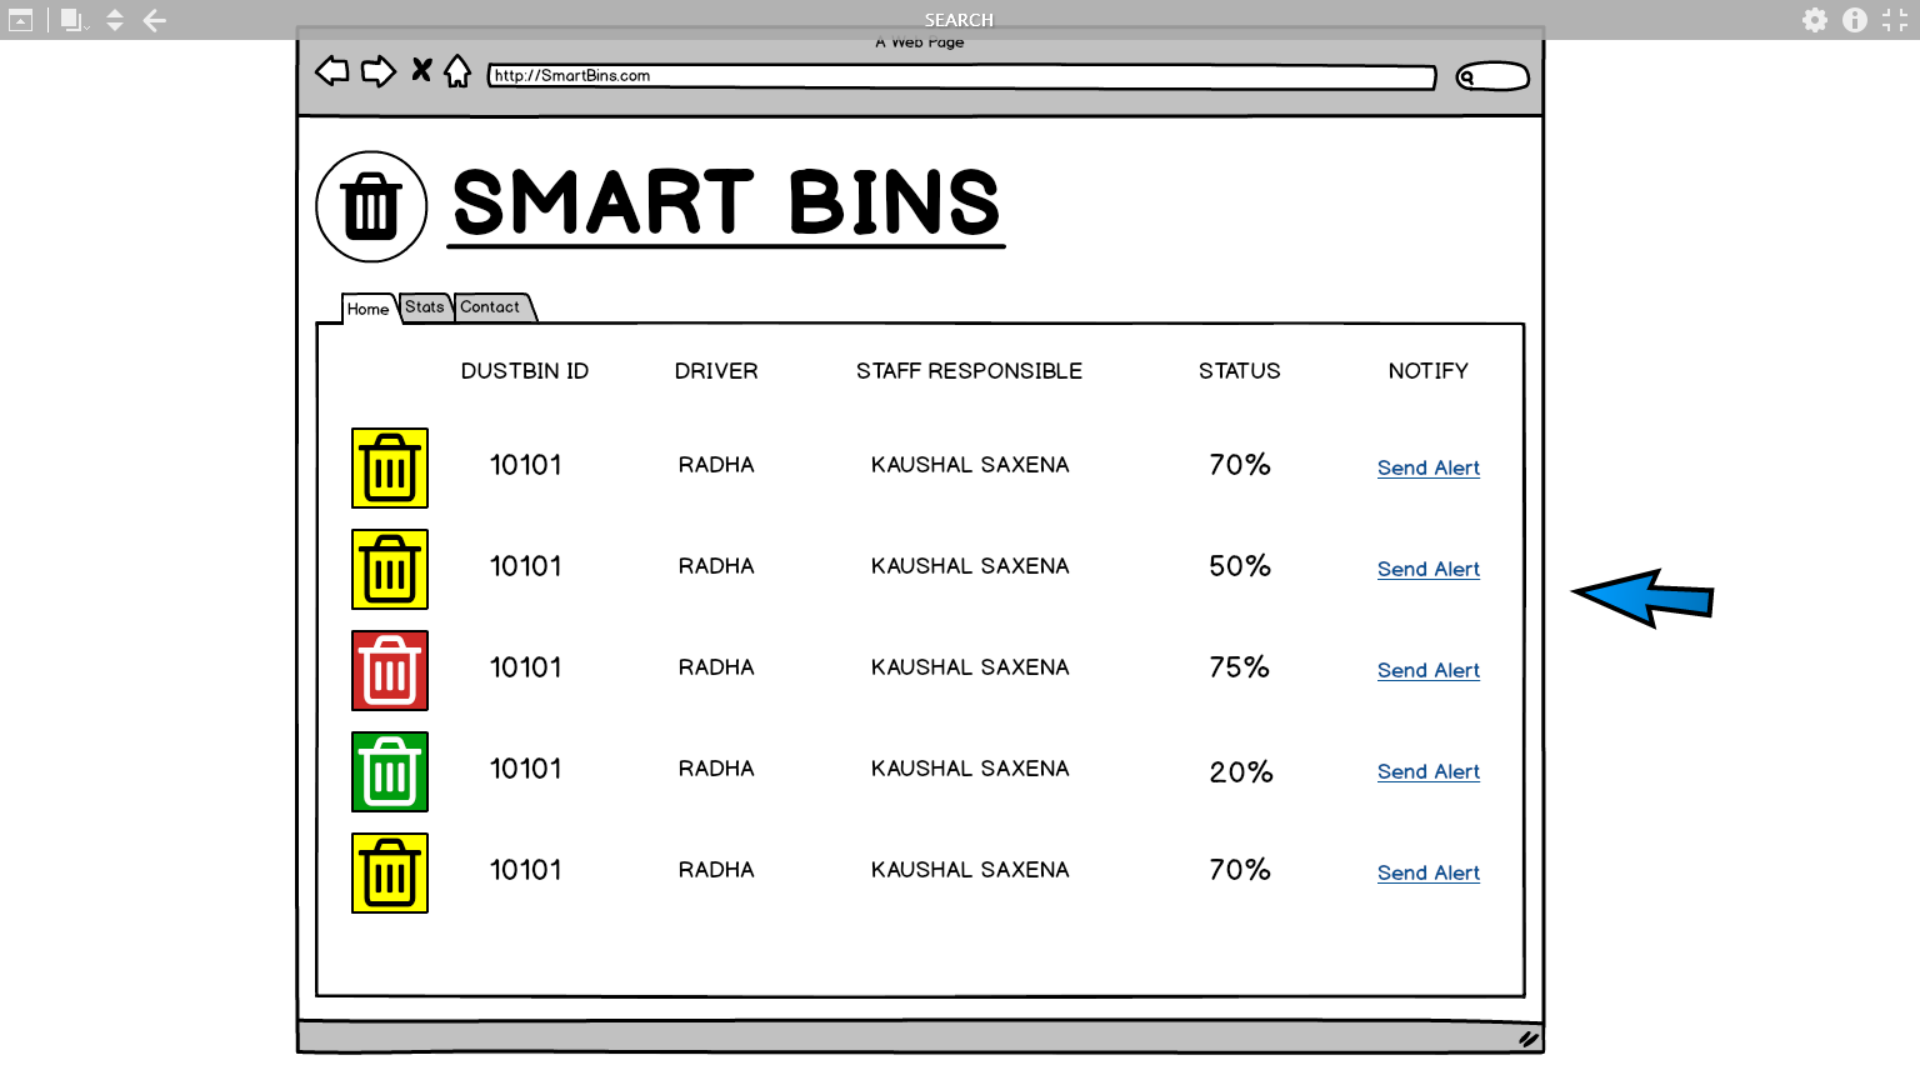 SEARCH
A Web Page
http://SmartBins.com
SMART BINS
Home Stats Contact
DUSTBIN ID DRIVER STAFF RESPONSIBLE STATUS NOTIFY
10101 RADHA KAUSHAL SAXENA 70% Send Alert
10101 RADHA KAUSHAL SAXENA 50% Send Alert
10101 RADHA KAUSHAL SAXENA 75% Send Alert
10101 RADHA KAUSHAL SAXENA 20% Send Alert
10101 RADHA KAUSHAL SAXENA 70% Send Alert